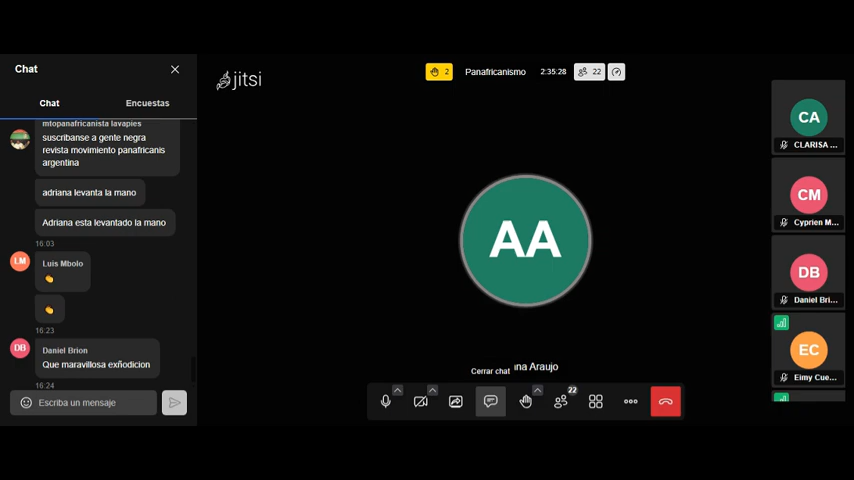 Chat
Chat
Encuestas
mtopanafricanista lavapies
suscribanse a gente negra
revista movimiento panafricanis
argentina
adriana levanta la mano
Adriana esta levantado la mano
16:03
LM
Luis Mbolo
16:23
DB
Daniel Brion
Que maravillosa exñodicion
16:24
Escriba un mensaje
jitsi
2
Panafricanismo
2:35:28
22
AA
Cerrar chat
na Araujo
22
CA
CLARISA ...
CM
Cyprien M...
DB
Daniel Bri...
EC
Eimy Cue...